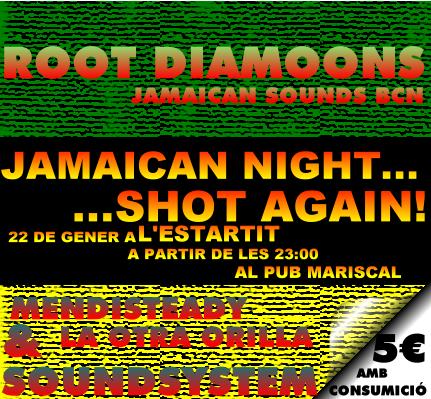 ROOT DIAMOONS
JAMAICAN SOUNDS BCN
JAMAICAN NIGHT...
...SHOT AGAIN!
22 DE GENER A L'ESTARTIT
A PARTIR DE LES 23:00
AL PUB MARISCAL
MENDISTEADY
& LA OTRA ORILLA
SOUNDSYSTEM
5€
AMB
CONSUMICIÓ